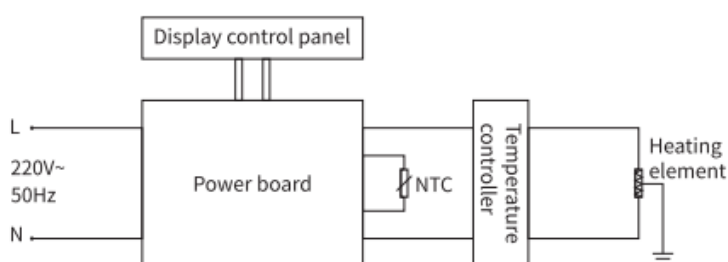 Display control panel
L
220V~
50Hz
N
Power board
NTC
Temperature
controller
Heating
element